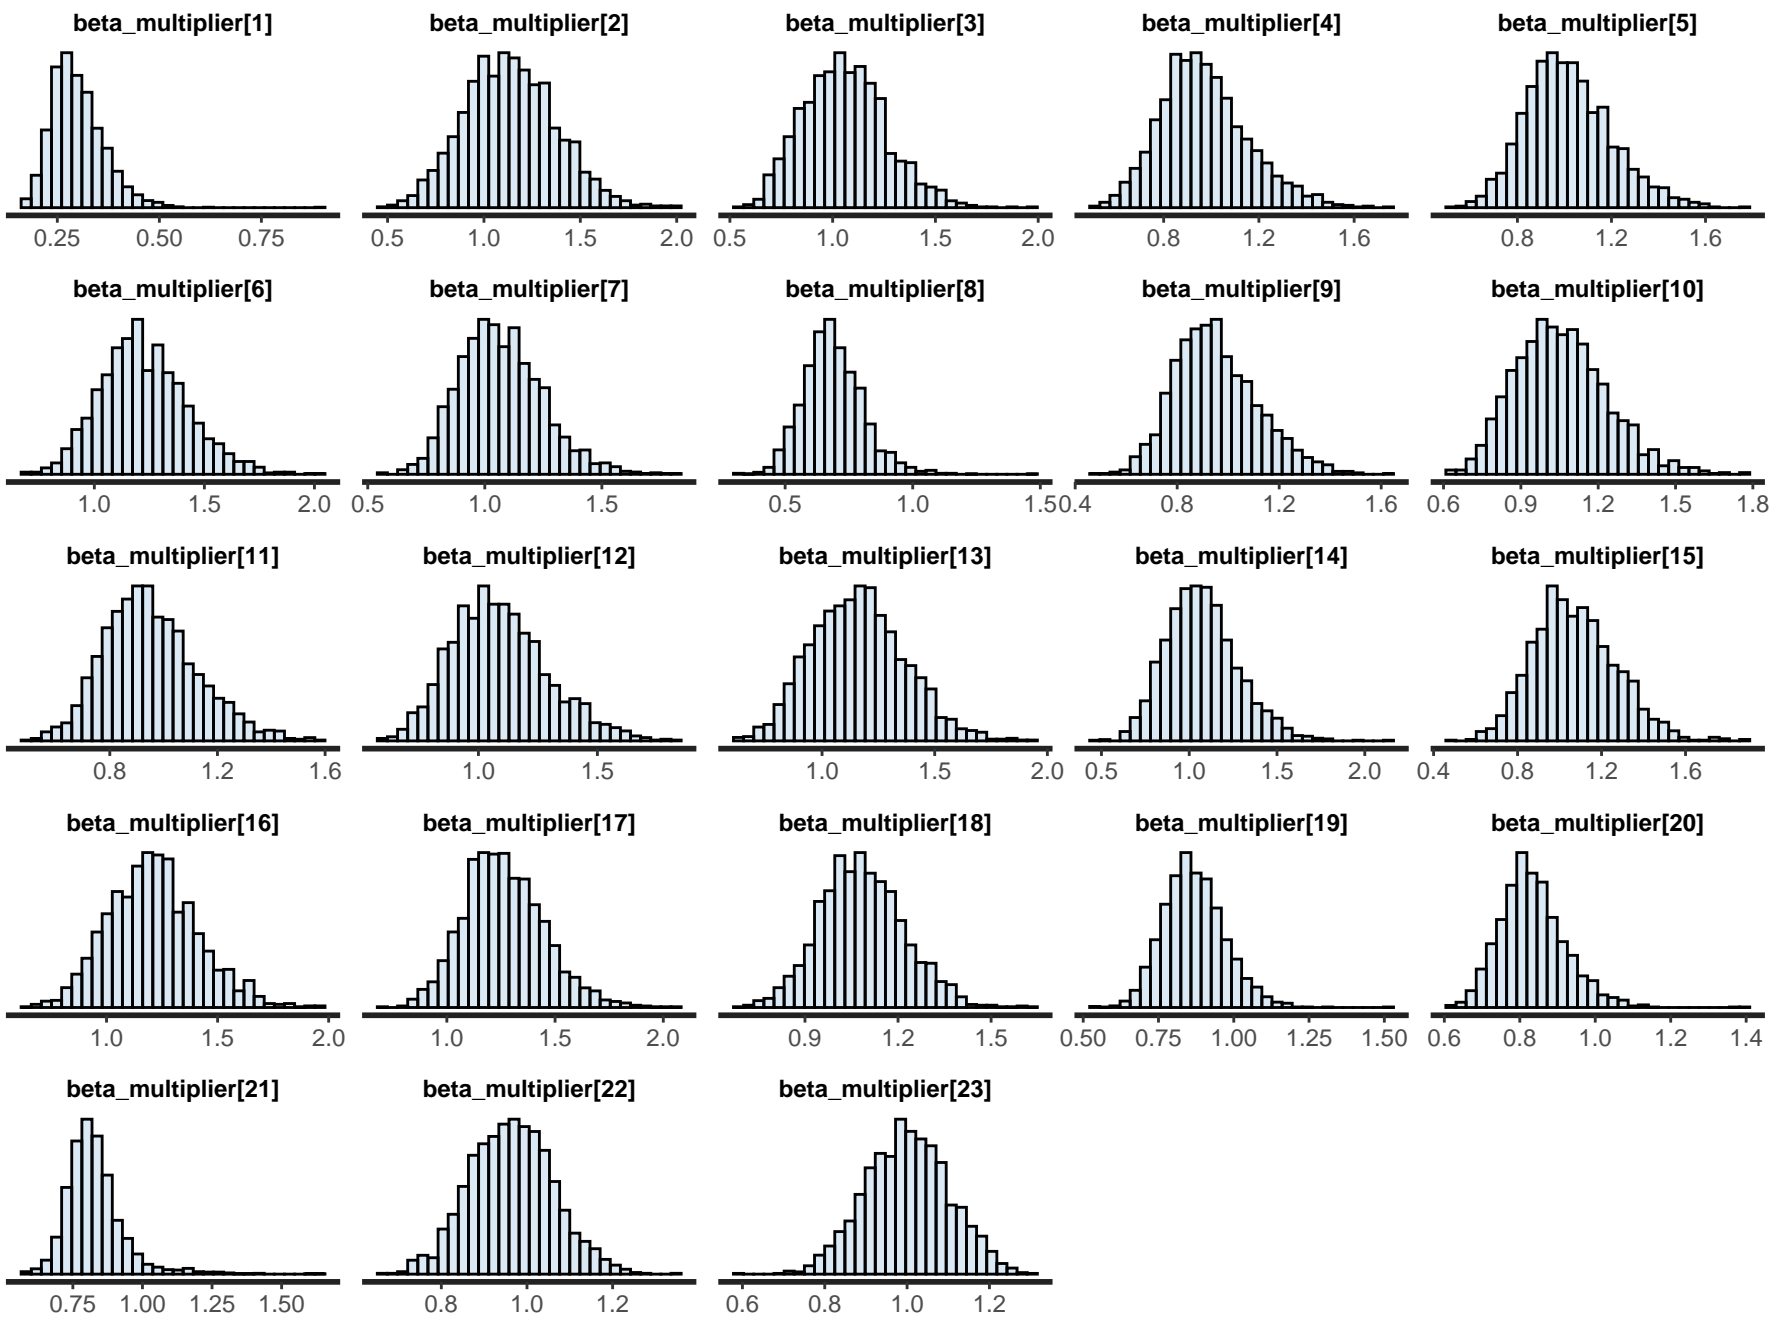 beta_multiplier[1] beta_multiplier[2] beta_multiplier[3] beta_multiplier[4] beta_multiplier[5]
0.25 0.50 0.75 0.5 1.0 1.5 2.0 0.5 1.0 1.5 2.0 0.8 1.2 1.6 0.8 1.2 1.6
beta_multiplier[6] beta_multiplier[7] beta_multiplier[8] beta_multiplier[9] beta_multiplier[10]
1.0 1.5 2.0 0.5 1.0 1.5 0.5 1.0 1.50.4 0.8 1.2 1.6 0.6 0.9 1.2 1.5 1.8
beta_multiplier[11] beta_multiplier[12] beta_multiplier[13] beta_multiplier[14] beta_multiplier[15]
0.8 1.2 1.6 1.0 1.5 1.0 1.5 2.0 0.5 1.0 1.5 2.0 0.4 0.8 1.2 1.6
beta_multiplier[16] beta_multiplier[17] beta_multiplier[18] beta_multiplier[19] beta_multiplier[20]
1.0 1.5 2.0 1.0 1.5 2.0 0.9 1.2 1.5 0.50 0.75 1.00 1.25 1.50 0.6 0.8 1.0 1.2 1.4
beta_multiplier[21] beta_multiplier[22] beta_multiplier[23]
0.75 1.00 1.25 1.50 0.8 1.0 1.2 0.6 0.8 1.0 1.2